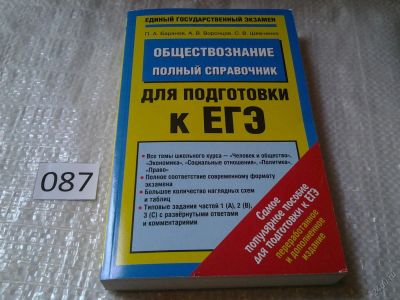 ЕДИНЫЙ ГОСУДАРСТВЕННЫЙ ЭКЗАМЕН
П. А. Баранов, А. В. Воронцов, С. В. Шевченко
ОБЩЕСТВОЗНАНИЕ
ПОЛНЫЙ СПРАВОЧНИК
ДЛЯ ПОДГОТОВКИ
К ЕГЭ
• Все темы школьного курса — «Человек и общество»,
«Экономика», «Социальные отношения», «Политика»,
«Право»
• Полное соответствие современному формату
экзамена
• Большое количество наглядных схем
и таблиц
• Типовые задания частей 1 (А), 2 (В),
3 (С) с развёрнутыми ответами
и комментариями
Самое
популярное пособие
для подготовки к ЕГЭ
переработанное
и дополненное
издание
087